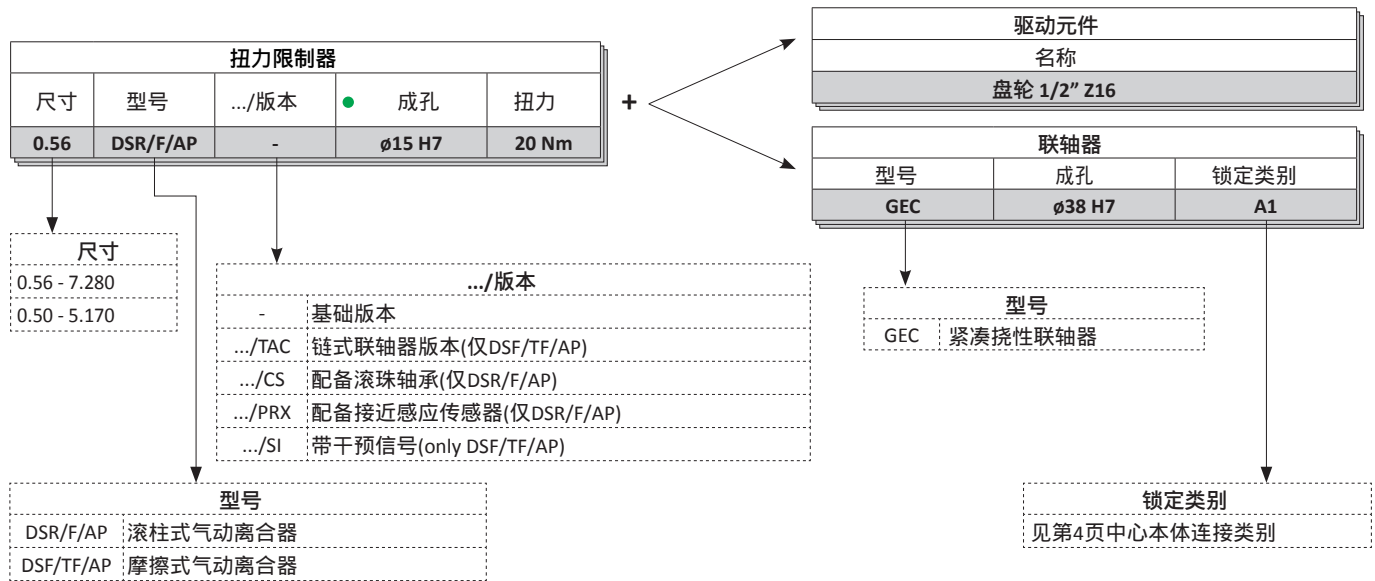 扭力限制器
尺寸 型号 .../版本 成孔 扭力
0.56 DSR/F/AP - ø15 H7 20 Nm
+
驱动元件
名称
盘轮 1/2” Z16
联轴器
型号 成孔 锁定类别
GEC ø38 H7 A1
尺寸
0.56 - 7.280
0.50 - 5.170
.../版本
- 基础版本
.../TAC 链式联轴器版本(仅DSF/TF/AP)
.../CS 配备滚珠轴承(仅DSR/F/AP)
.../PRX 配备接近感应传感器(仅DSR/F/AP)
.../SI 带干预信号(only DSF/TF/AP)
型号
GEC 紧凑挠性联轴器
型号
DSR/F/AP 滚柱式气动离合器
DSF/TF/AP 摩擦式气动离合器
锁定类别
见第4页中心本体连接类别